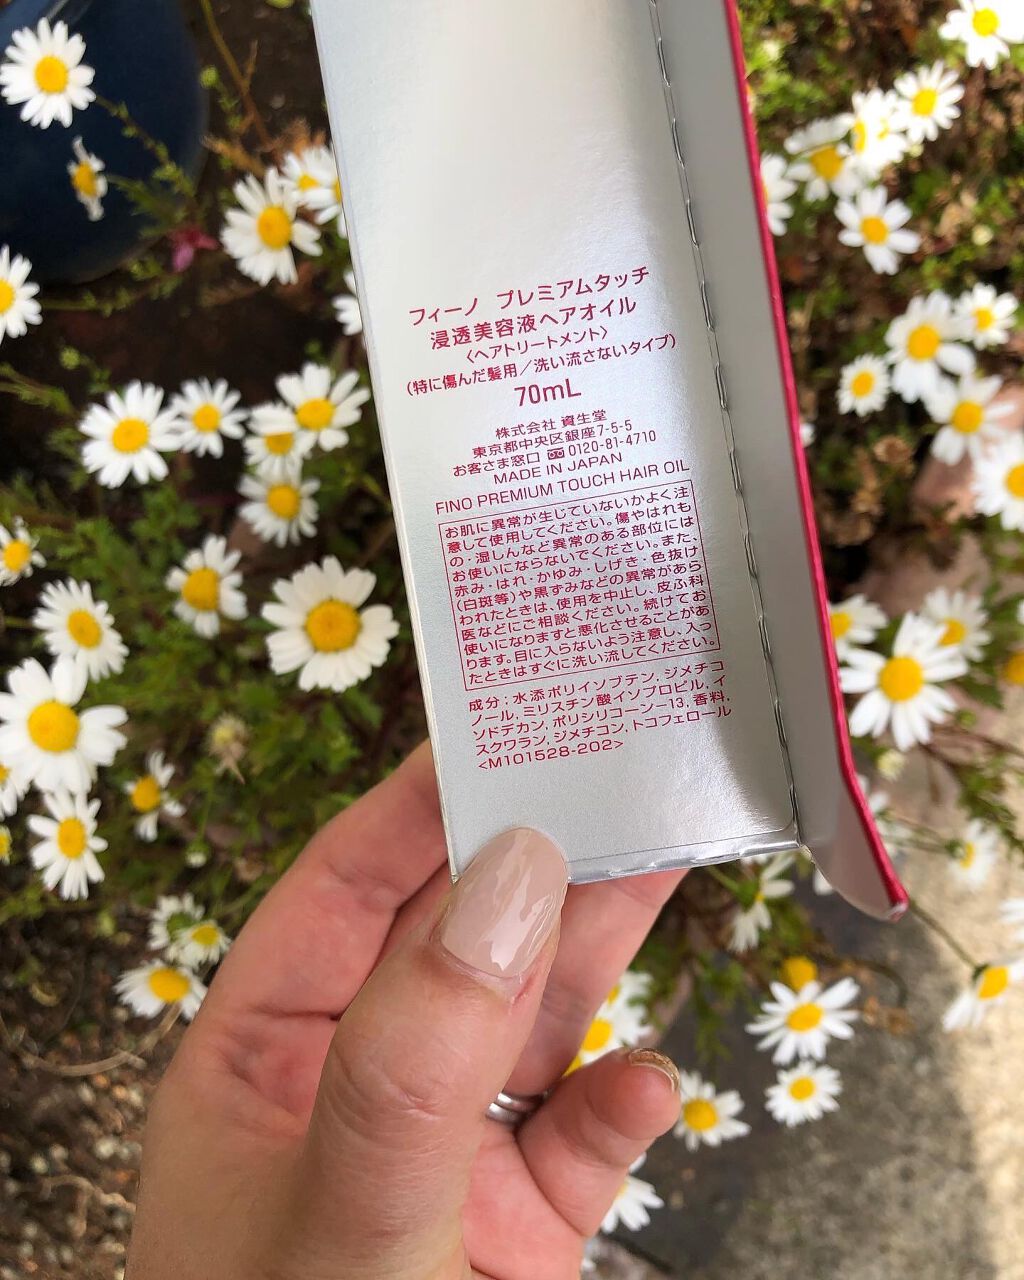 フィーノ プレミアムタッチ
浸透美容液ヘアオイル
〈ヘアトリートメント〉
(特に傷んだ髪用／洗い流さないタイプ)
70mL
株式会社 資生堂
東京都中央区銀座7-5-5
お客さま窓口 0120-81-4710
MADE IN JAPAN
FINO PREMIUM TOUCH HAIR OIL
お肌に異常が生じていないかよく注
意して使用してください。傷やはれも
の・湿しんなど異常のある部位には
お使いにならないでください。また、
赤み・はれ・かゆみ・しげき・色抜け
(白斑等)や黒ずみなどの異常があら
われたときは、使用を中止し、皮ふ科
医などにご相談ください。続けてお
使いになりますと悪化させることがあ
ります。目に入らないよう注意し、入っ
たときはすぐに洗い流してください。
成分：水添ポリイソブテン, ジメチコ
ノール, ミリスチン酸イソプロピル, イ
ソドデカン, ポリシリコーン-13, 香料,
スクワラン, ジメチコン, トコフェロール
<M101528-202>